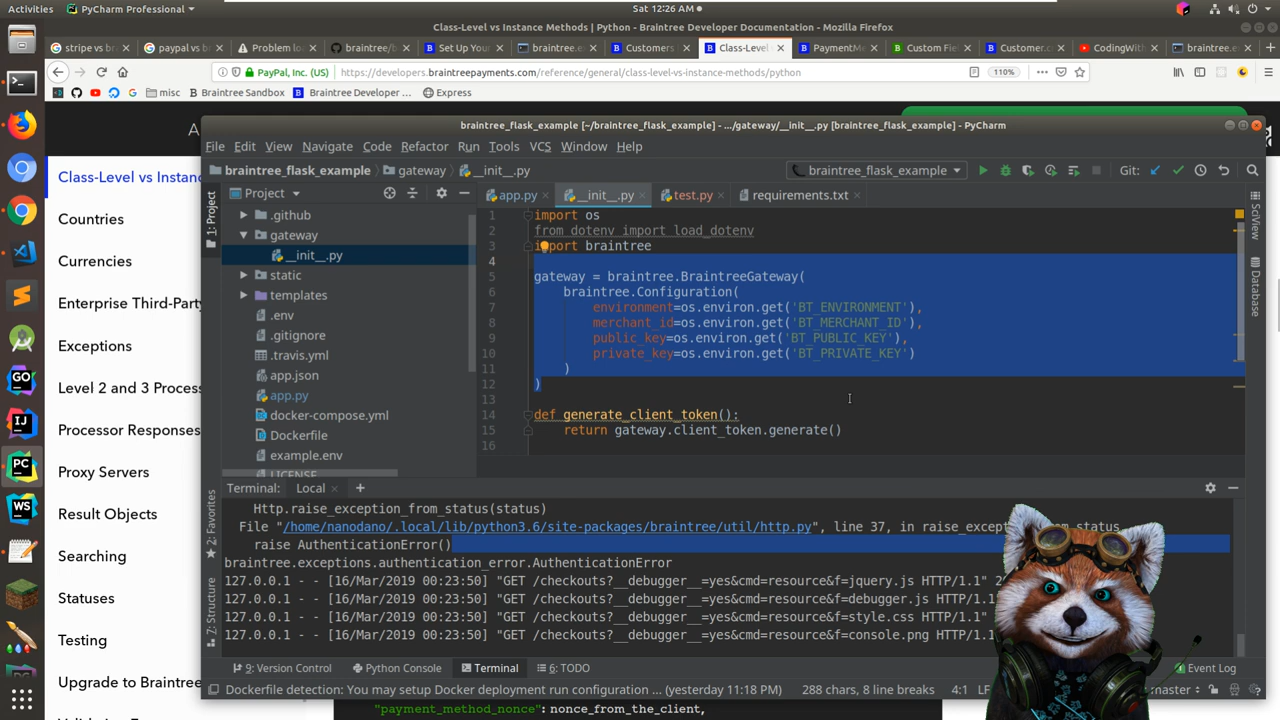 Activities
PyCharm Professional
Sat 12:26 AM
Class-Level vs Instance Methods | Python - Braintree Developer Documentation - Mozilla Firefox
stripe vs b
paypal vs b
Problem lo
braintree/b
Set Up You
braintree.e
Customers
Class-Level
PaymentMe
Custom Fie
Customer.c
CodingWith
braintree.e
PayPal, Inc. (US)
https://developers.braintreepayments.com/reference/general/class-level-vs-instance-methods/python
110%
misc
Braintree Sandbox
Braintree Developer ...
Express
A
Class-Level vs Instanc
Countries
Currencies
Enterprise Third-Party
Exceptions
Level 2 and 3 Process
Processor Responses
Proxy Servers
Result Objects
Searching
Statuses
Testing
Upgrade to Braintree
braintree_flask_example [~/braintree_flask_example] - .../gateway/__init__.py [braintree_flask_example] - PyCharm
File Edit View Navigate Code Refactor Run Tools VCS Window Help
braintree_flask_example gateway __init__.py
braintree_flask_example
Git:
1: Project
Project
app.py
__init__.py
test.py
requirements.txt
.github
gateway
__init__.py
static
templates
.env
.gitignore
.travis.yml
app.json
app.py
docker-compose.yml
Dockerfile
example.env
LICENSE
1 import os
2 from dotenv import load_dotenv
3 import braintree
4
5 gateway = braintree.BraintreeGateway(
6 braintree.Configuration(
7 environment=os.environ.get('BT_ENVIRONMENT'),
8 merchant_id=os.environ.get('BT_MERCHANT_ID'),
9 public_key=os.environ.get('BT_PUBLIC_KEY'),
10 private_key=os.environ.get('BT_PRIVATE_KEY')
11 )
12 )
13
14 def generate_client_token():
15 return gateway.client_token.generate()
16
SciView
Database
2: Favorites
7: Structure
Terminal: Local +
Http.raise_exception_from_status(status)
File "/home/nanodano/.local/lib/python3.6/site-packages/braintree/util/http.py", line 37, in raise_exception_from_status
raise AuthenticationError()
braintree.exceptions.authentication_error.AuthenticationError
127.0.0.1 - - [16/Mar/2019 00:23:50] "GET /checkouts?__debugger__=yes&cmd=resource&f=jquery.js HTTP/1.1" 2
127.0.0.1 - - [16/Mar/2019 00:23:50] "GET /checkouts?__debugger__=yes&cmd=resource&f=debugger.js HTTP/1.1"
127.0.0.1 - - [16/Mar/2019 00:23:50] "GET /checkouts?__debugger__=yes&cmd=resource&f=style.css HTTP/1.1"
127.0.0.1 - - [16/Mar/2019 00:23:50] "GET /checkouts?__debugger__=yes&cmd=resource&f=console.png HTTP/1.1"
9: Version Control
Python Console
Terminal
6: TODO
Event Log
Dockerfile detection: You may setup Docker deployment run configuration ... (yesterday 11:18 PM)
288 chars, 8 line breaks
4:1
LF
master
"payment_method_nonce": nonce_from_the_client,